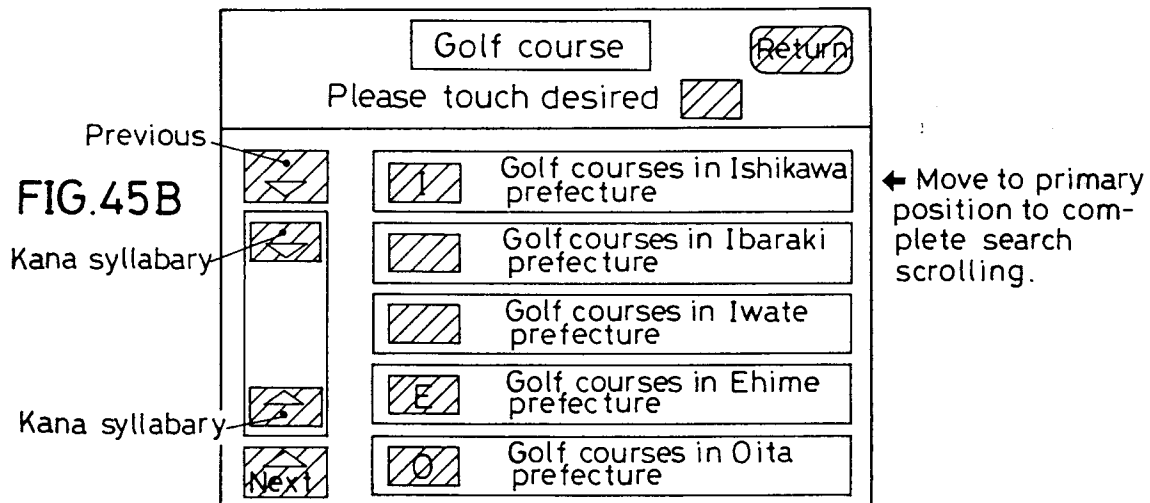 Golf course
Return
Please touch desired
Previous
FIG.45B
Kana syllabary
Kana syllabary
Next
I
Golf courses in Ishikawa
prefecture
Golf courses in Ibaraki
prefecture
Golf courses in Iwate
prefecture
E
Golf courses in Ehime
prefecture
O
Golf courses in Oita
prefecture
← Move to primary
position to com-
plete search
scrolling.